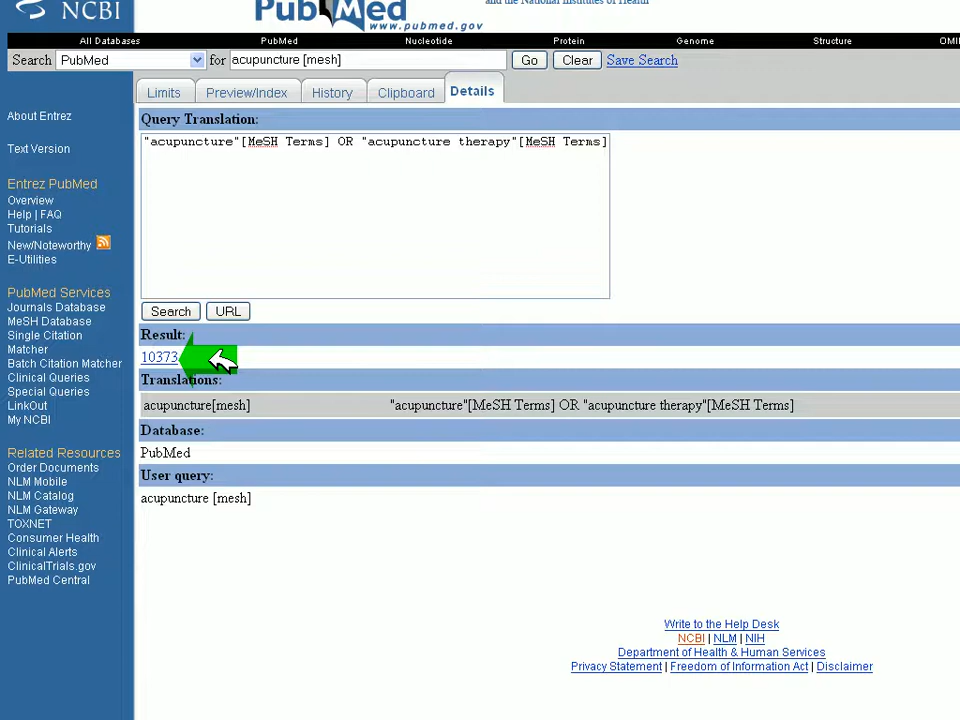 and the National Institutes of Health
NCBI
PubMed
www.pubmed.gov
All Databases PubMed Nucleotide Protein Genome Structure OMI
Search PubMed for acupuncture [mesh] Go Clear Save Search
Limits Preview/Index History Clipboard Details
About Entrez
Text Version
Entrez PubMed
Overview
Help | FAQ
Tutorials
New/Noteworthy
E-Utilities
PubMed Services
Journals Database
MeSH Database
Single Citation
Matcher
Batch Citation Matcher
Clinical Queries
Special Queries
LinkOut
My NCBI
Related Resources
Order Documents
NLM Mobile
NLM Catalog
NLM Gateway
TOXNET
Consumer Health
Clinical Alerts
ClinicalTrials.gov
PubMed Central
Query Translation:
"acupuncture"[MeSH Terms] OR "acupuncture therapy"[MeSH Terms]
Search URL
Result:
10373
Translations:
acupuncture[mesh] "acupuncture"[MeSH Terms] OR "acupuncture therapy"[MeSH Terms]
Database:
PubMed
User query:
acupuncture [mesh]
Write to the Help Desk
NCBI | NLM | NIH
Department of Health & Human Services
Privacy Statement | Freedom of Information Act | Disclaimer